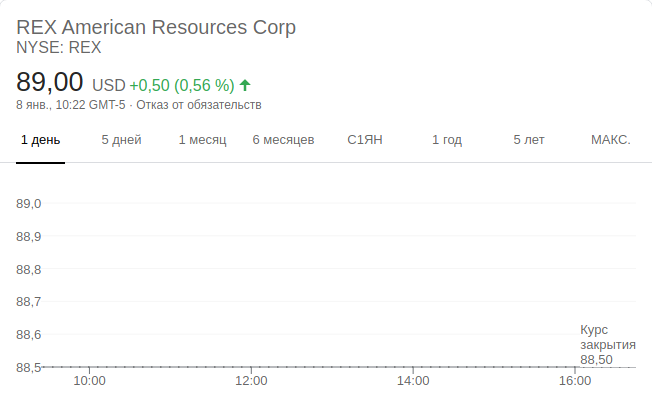 REX American Resources Corp
NYSE: REX
89,00 USD +0,50 (0,56 %)
8 янв., 10:22 GMT-5 · Отказ от обязательств
1 день 5 дней 1 месяц 6 месяцев С1ЯН 1 год 5 лет МАКС.
89,0
88,9
88,8
88,7
88,6
Курс
закрытия
88,50
88,5
10:00 12:00 14:00 16:00